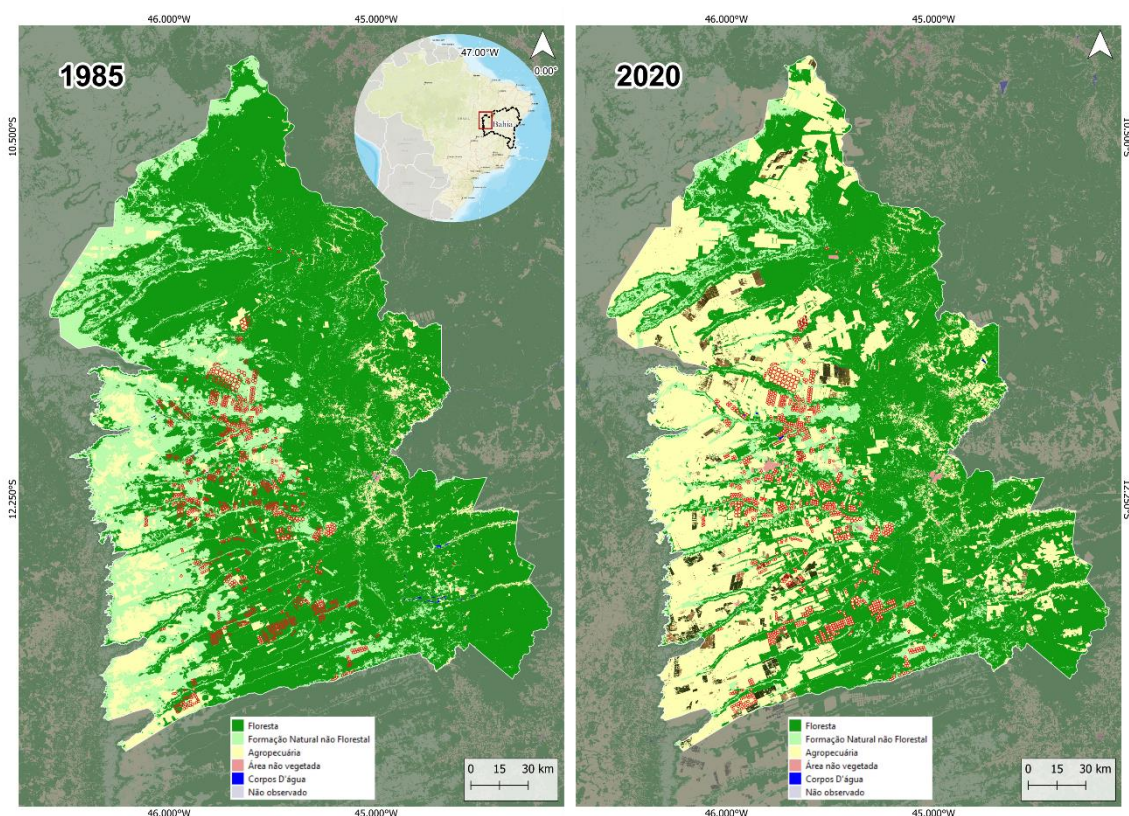 46.000°W
45.000°W
46.000°W
45.000°W
1985
47.00°W
0.00°
Bahia
2020
10.500°S
10.500°S
12.250°S
12.250°S
Floresta
Formação Natural não Florestal
Agropecuária
Área não vegetada
Corpos D'água
Não observado
0 15 30 km
Floresta
Formação Natural não Florestal
Agropecuária
Área não vegetada
Corpos D'água
Não observado
0 15 30 km
46.000°W
45.000°W
46.000°W
45.000°W